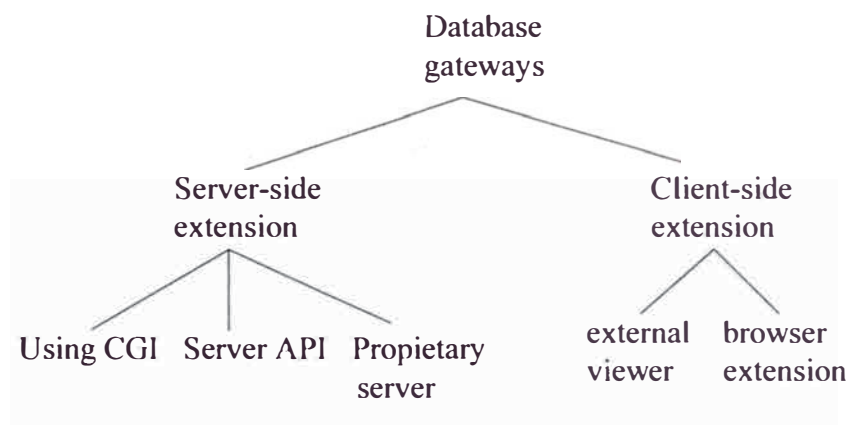 Database
gateways
Server-side
extension
Client-side
extension
Using CGI
Server API
Propietary
server
external
viewer
browser
extension